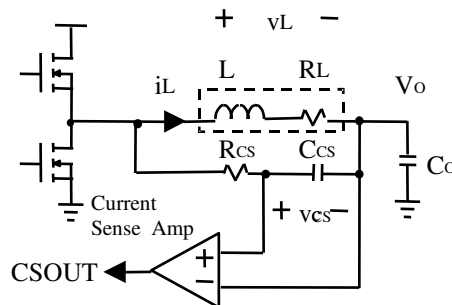 + vL −
iL L RL Vo
RCS CCS
Co
Current
Sense Amp
+ vcs −
CSOUT
+
−